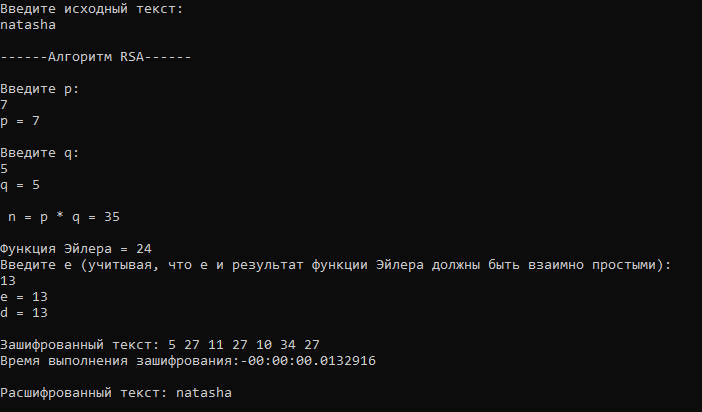 Введите исходный текст:
natasha
------Алгоритм RSA------
Введите p:
7
p = 7
Введите q:
5
q = 5
n = p * q = 35
Функция Эйлера = 24
Введите e (учитывая, что e и результат функции Эйлера должны быть взаимно простыми):
13
e = 13
d = 13
Зашифрованный текст: 5 27 11 27 10 34 27
Время выполнения зашифрования:-00:00:00.0132916
Расшифрованный текст: natasha